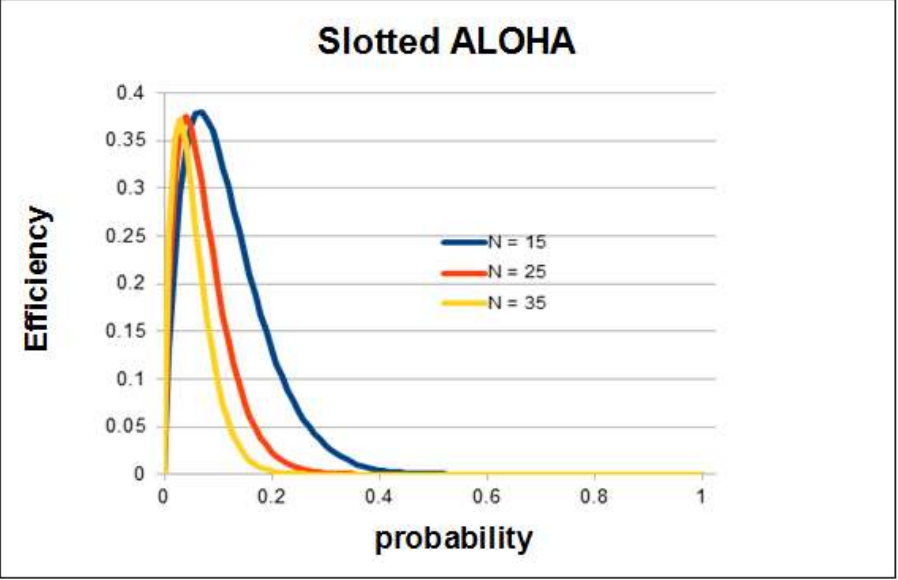 Slotted ALOHA
0.4
0.35
0.3
0.25
0.2
0.15
0.1
0.05
0
Efficiency
N = 15
N = 25
N = 35
0 0.2 0.4 0.6 0.8 1
probability